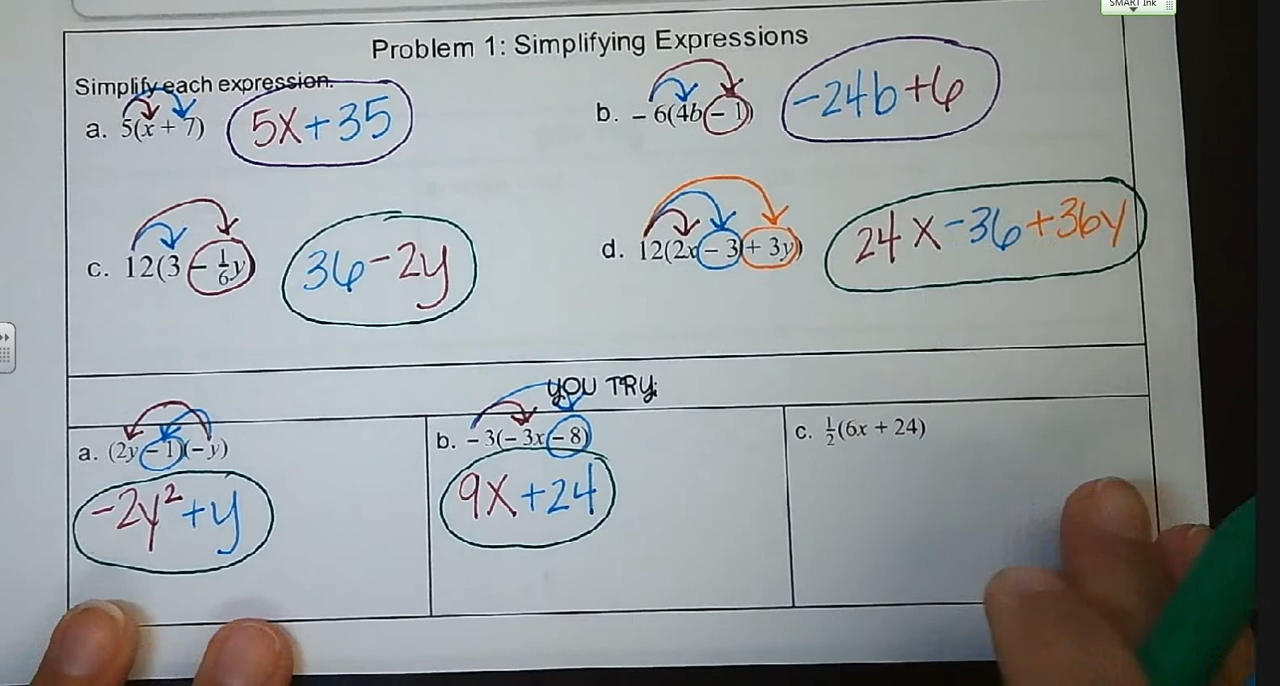 SMART Ink
Problem 1: Simplifying Expressions
Simplify each expression.
a. 5(x + 7) 5x+35
b. – 6(4b – 1) -24b+6
c. 12(3 – 1/6 y) 36-2y
d. 12(2x – 3 + 3y) 24x-36+36y
YOU TRY:
a. (2y – 1)(– y)
-2y²+y
b. – 3(– 3x – 8)
9x+24
c. 1/2(6x + 24)